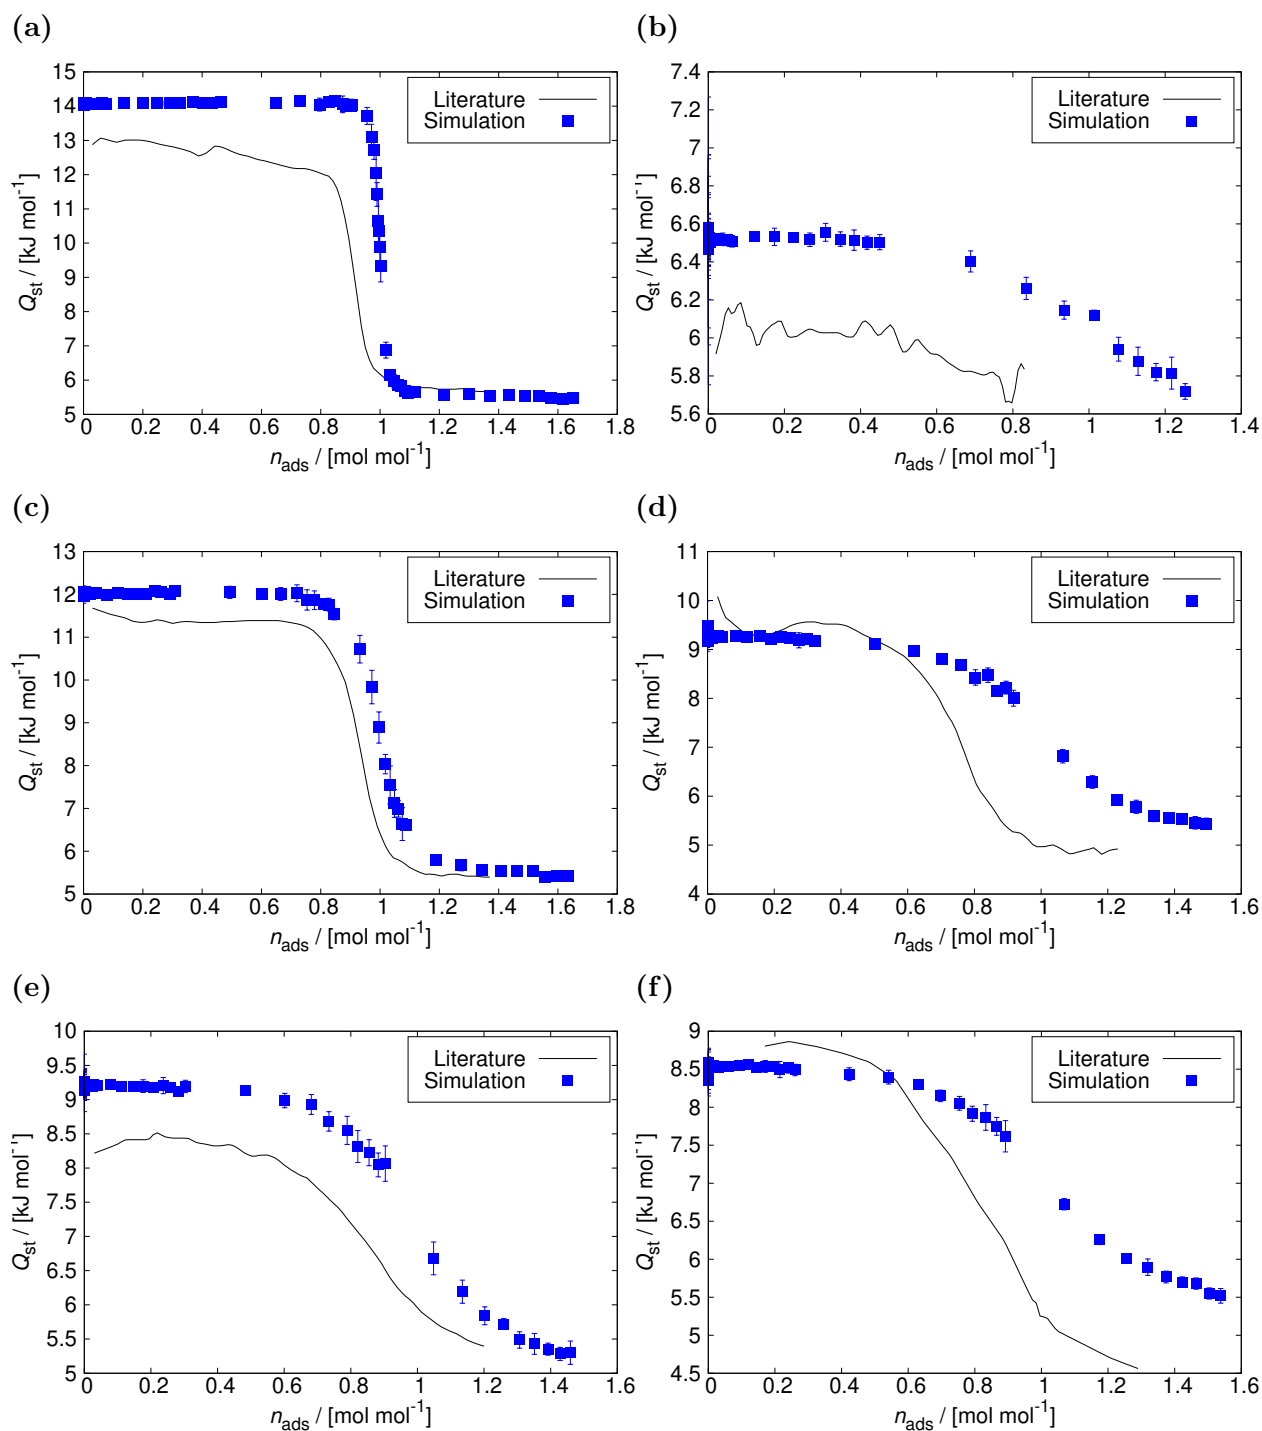 (a)
15
14
13
12
11
10
9
8
7
6
5
0 0.2 0.4 0.6 0.8 1 1.2 1.4 1.6 1.8
Qst / [kJ mol-1]
nads / [mol mol-1]
Literature
Simulation
(b)
7.4
7.2
7
6.8
6.6
6.4
6.2
6
5.8
5.6
0 0.2 0.4 0.6 0.8 1 1.2 1.4
Qst / [kJ mol-1]
nads / [mol mol-1]
Literature
Simulation
(c)
13
12
11
10
9
8
7
6
5
0 0.2 0.4 0.6 0.8 1 1.2 1.4 1.6 1.8
Qst / [kJ mol-1]
nads / [mol mol-1]
Literature
Simulation
(d)
11
10
9
8
7
6
5
4
0 0.2 0.4 0.6 0.8 1 1.2 1.4 1.6
Qst / [kJ mol-1]
nads / [mol mol-1]
Literature
Simulation
(e)
10
9.5
9
8.5
8
7.5
7
6.5
6
5.5
5
0 0.2 0.4 0.6 0.8 1 1.2 1.4 1.6
Qst / [kJ mol-1]
nads / [mol mol-1]
Literature
Simulation
(f)
9
8.5
8
7.5
7
6.5
6
5.5
5
4.5
0 0.2 0.4 0.6 0.8 1 1.2 1.4 1.6
Qst / [kJ mol-1]
nads / [mol mol-1]
Literature
Simulation